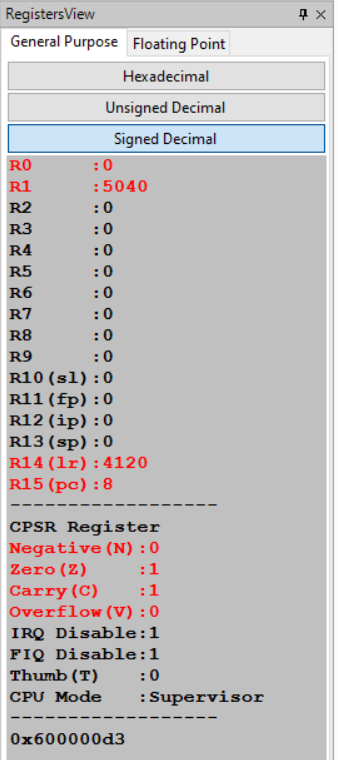 RegistersView
General Purpose Floating Point
Hexadecimal
Unsigned Decimal
Signed Decimal
R0 :0
R1 :5040
R2 :0
R3 :0
R4 :0
R5 :0
R6 :0
R7 :0
R8 :0
R9 :0
R10(sl):0
R11(fp):0
R12(ip):0
R13(sp):0
R14(lr):4120
R15(pc):8
------------------
CPSR Register
Negative(N):0
Zero(Z) :1
Carry(C) :1
Overflow(V):0
IRQ Disable:1
FIQ Disable:1
Thumb(T) :0
CPU Mode :Supervisor
------------------
0x600000d3